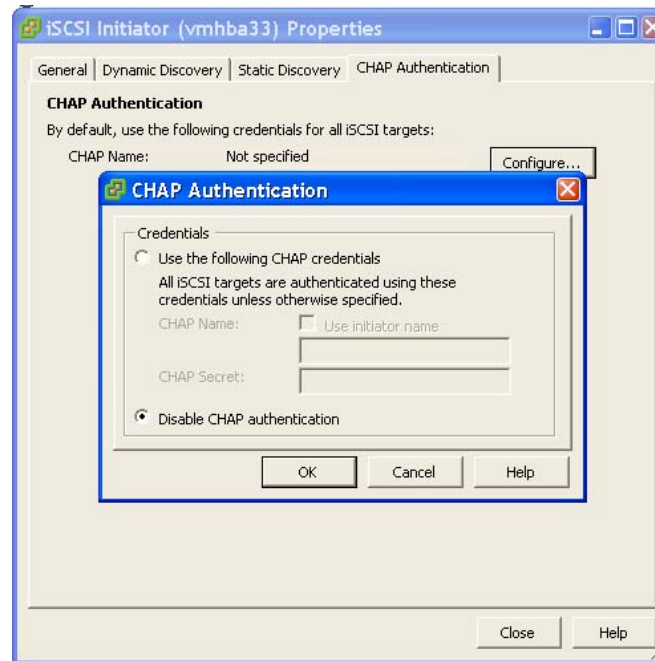 iSCSI Initiator (vmhba33) Properties
General Dynamic Discovery Static Discovery CHAP Authentication
CHAP Authentication
By default, use the following credentials for all iSCSI targets:
CHAP Name: Not specified Configure...
CHAP Authentication
Credentials
Use the following CHAP credentials
All iSCSI targets are authenticated using these
credentials unless otherwise specified.
CHAP Name: Use initiator name
CHAP Secret:
Disable CHAP authentication
OK Cancel Help
Close Help